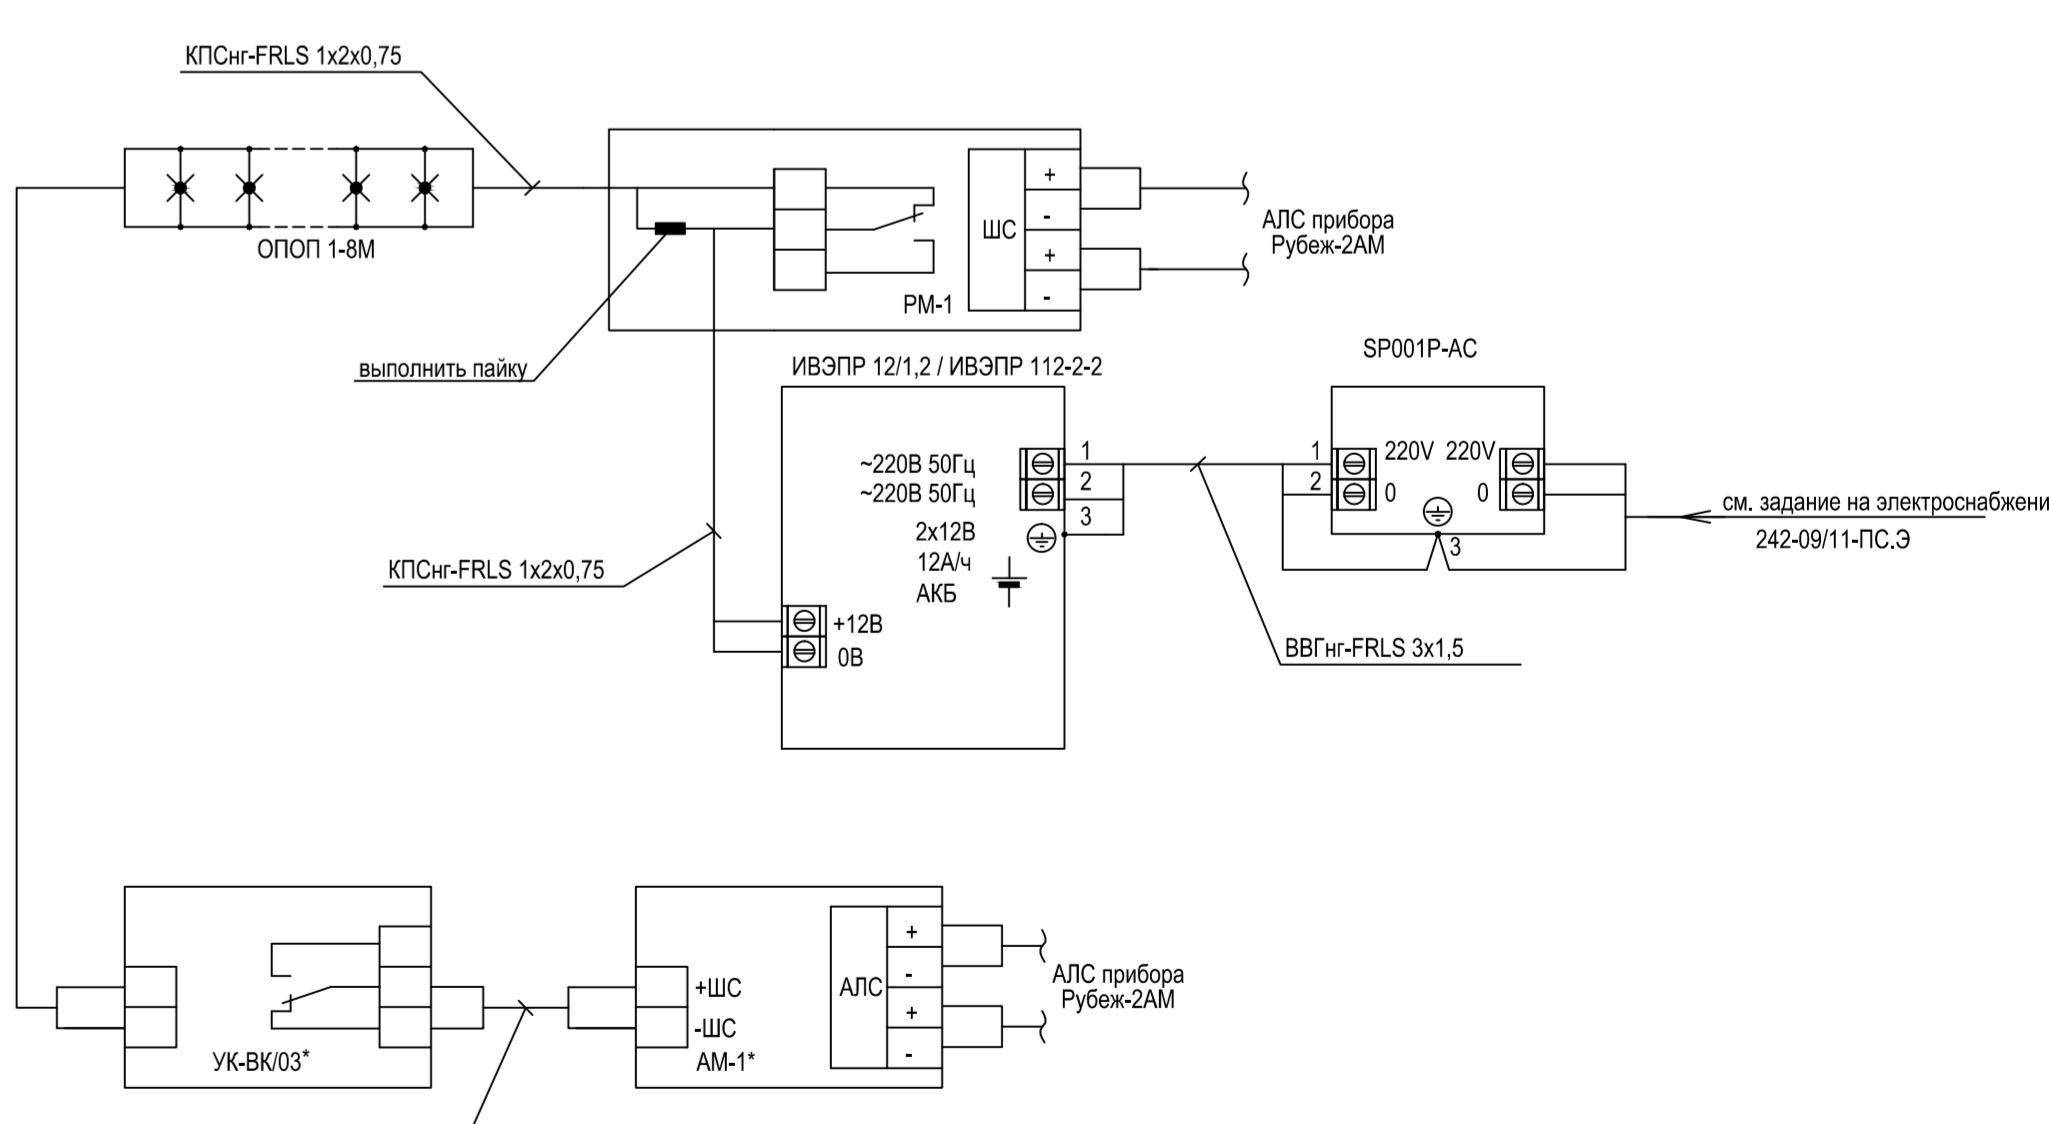 КПСнг-FRLS 1x2x0,75
ОПОП 1-8М
ШС
+
-
+
-
РМ-1
АЛС прибора
Рубеж-2АМ
выполнить пайку
ИВЭПР 12/1,2 / ИВЭПР 112-2-2
~220В 50Гц
~220В 50Гц
2x12В
12А/ч
АКБ
+12В
0В
1
2
3
КПСнг-FRLS 1x2x0,75
SP001P-AC
1
2
220V 220V
0 0
3
см. задание на электроснабжени
242-09/11-ПС.Э
ВВГнг-FRLS 3x1,5
УК-ВК/03*
+ШС
-ШС
АМ-1*
АЛС
+
-
+
-
АЛС прибора
Рубеж-2АМ